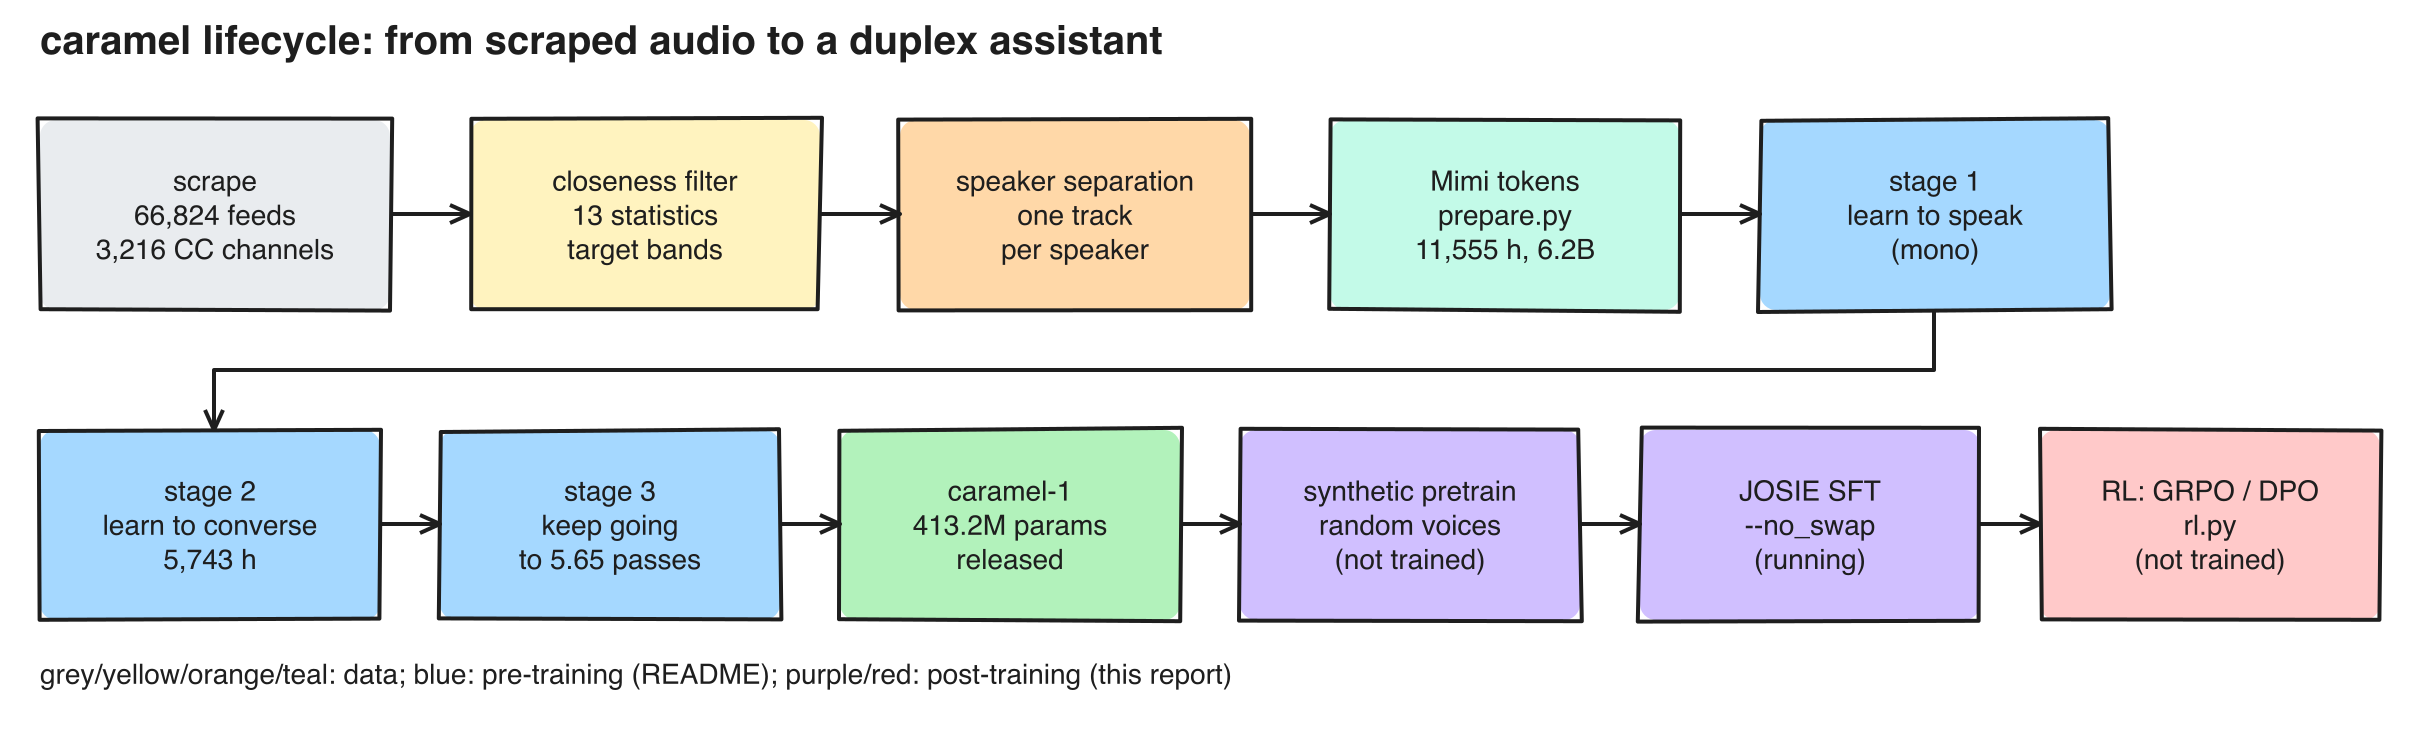 caramel lifecycle: from scraped audio to a duplex assistant
scrape
66,824 feeds
3,216 CC channels
closeness filter
13 statistics
target bands
speaker separation
one track
per speaker
Mimi tokens
prepare.py
11,555 h, 6.2B
stage 1
learn to speak
(mono)
stage 2
learn to converse
5,743 h
stage 3
keep going
to 5.65 passes
caramel-1
413.2M params
released
synthetic pretrain
random voices
(not trained)
JOSIE SFT
--no_swap
(running)
RL: GRPO / DPO
rl.py
(not trained)
grey/yellow/orange/teal: data; blue: pre-training (README); purple/red: post-training (this report)